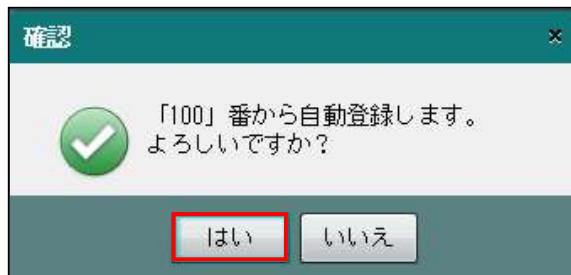 確認
「100」番から自動登録します。
よろしいですか？
はい
いいえ